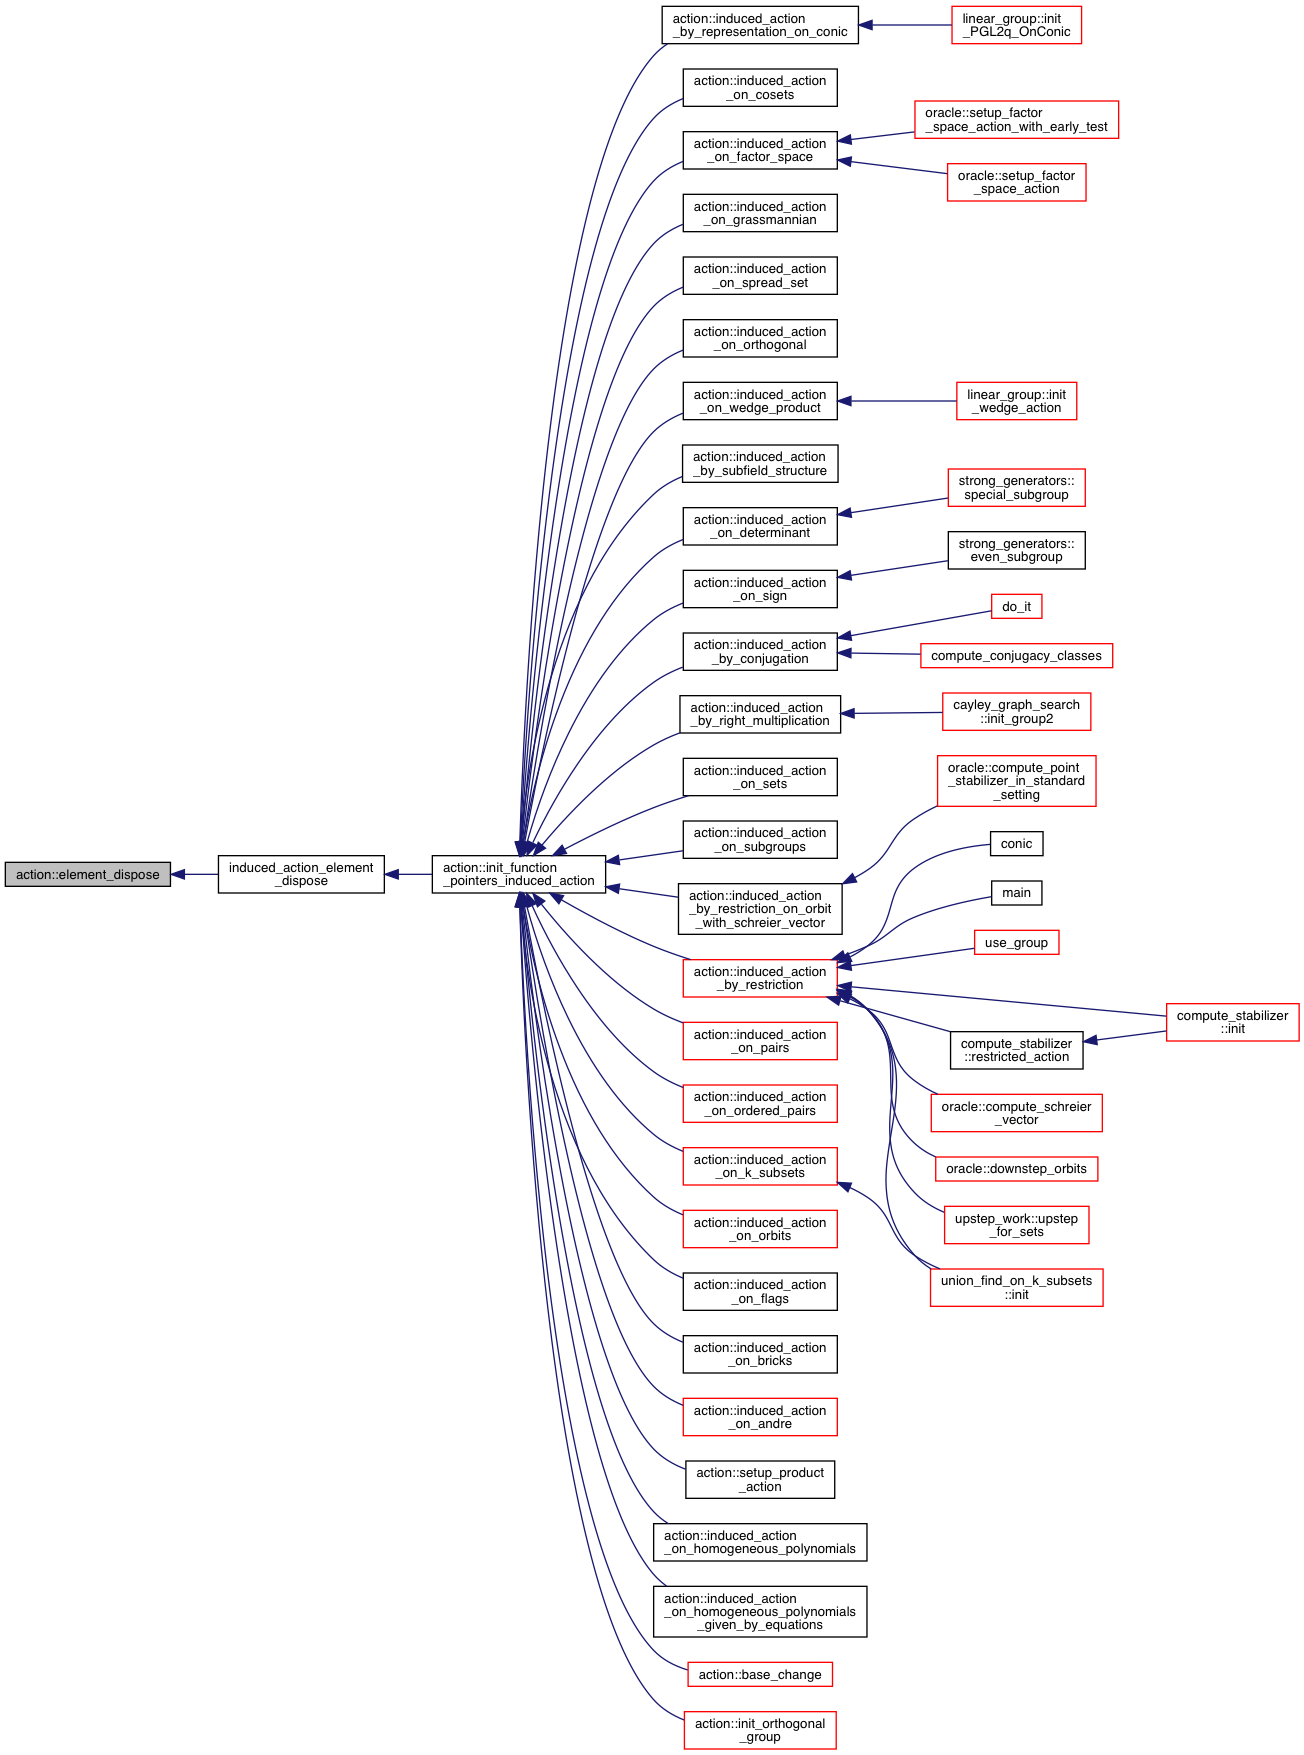 action::element_dispose
induced_action_element
_dispose
action::init_function
_pointers_induced_action
action::induced_action
_by_representation_on_conic
linear_group::init
_PGL2q_OnConic
action::induced_action
_on_cosets
action::induced_action
_on_factor_space
oracle::setup_factor
_space_action_with_early_test
oracle::setup_factor
_space_action
action::induced_action
_on_grassmannian
action::induced_action
_on_spread_set
action::induced_action
_on_orthogonal
action::induced_action
_on_wedge_product
linear_group::init
_wedge_action
action::induced_action
_by_subfield_structure
action::induced_action
_on_determinant
strong_generators::
special_subgroup
action::induced_action
_on_sign
strong_generators::
even_subgroup
action::induced_action
_by_conjugation
do_it
compute_conjugacy_classes
action::induced_action
_by_right_multiplication
cayley_graph_search
::init_group2
action::induced_action
_on_sets
action::induced_action
_on_subgroups
action::induced_action
_by_restriction_on_orbit
_with_schreier_vector
oracle::compute_point
_stabilizer_in_standard
_setting
action::induced_action
_by_restriction
conic
main
use_group
compute_stabilizer
::restricted_action
compute_stabilizer
::init
oracle::compute_schreier
_vector
oracle::downstep_orbits
upstep_work::upstep
_for_sets
union_find_on_k_subsets
::init
action::induced_action
_on_pairs
action::induced_action
_on_ordered_pairs
action::induced_action
_on_k_subsets
action::induced_action
_on_orbits
action::induced_action
_on_flags
action::induced_action
_on_bricks
action::induced_action
_on_andre
action::setup_product
_action
action::induced_action
_on_homogeneous_polynomials
action::induced_action
_on_homogeneous_polynomials
_given_by_equations
action::base_change
action::init_orthogonal
_group